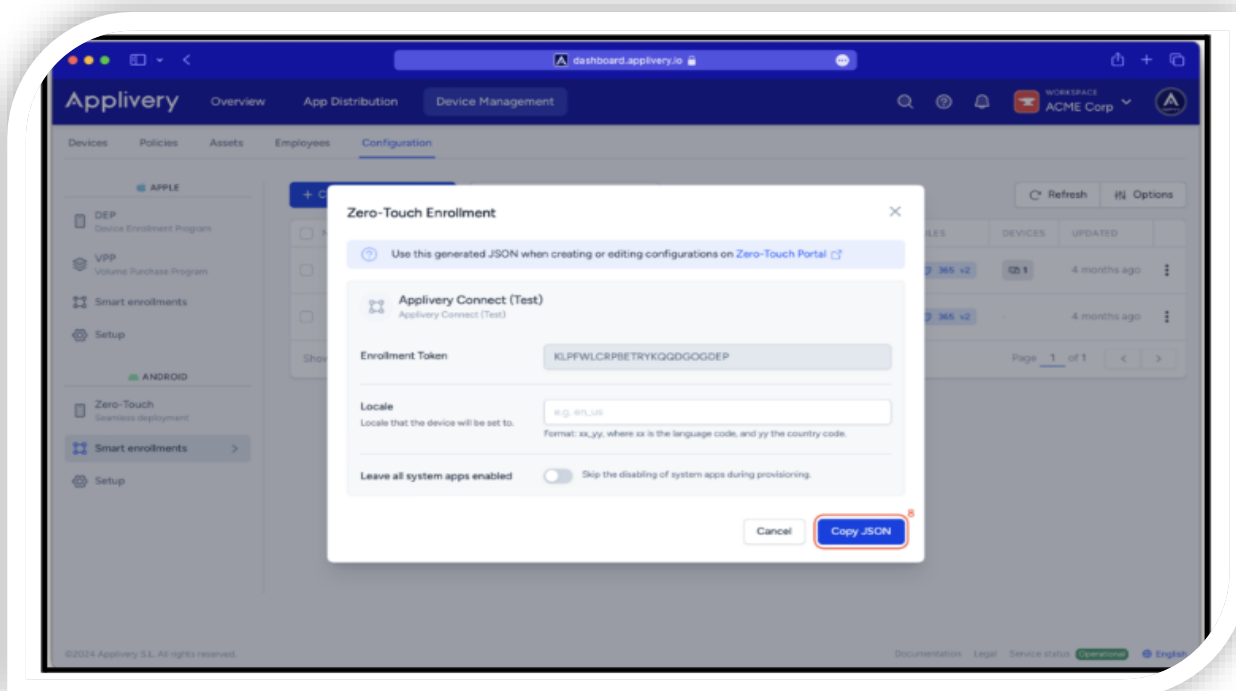 dashboard.applivery.io
Applivery Overview App Distribution Device Management WORKSPACE ACME Corp
Devices Policies Assets Employees Configuration
APPLE
DEP
Device Enrollment Program
VPP
Volume Purchase Program
Smart enrollments
Setup
ANDROID
Zero-Touch
Seamless deployment
Smart enrollments
Setup
+ C
Refresh Options
DEVICES UPDATED
365 v2 1 4 months ago
365 v2 - 4 months ago
Page 1 of 1
Zero-Touch Enrollment
Use this generated JSON when creating or editing configurations on Zero-Touch Portal
Applivery Connect (Test)
Applivery Connect (Test)
Enrollment Token KLPFWLCRPBETRYKQQDGOGDEP
Locale e.g. en_us
Locale that the device will be set to.
Format: xx_yy, where xx is the language code, and yy the country code.
Leave all system apps enabled Skip the disabling of system apps during provisioning.
Cancel Copy JSON 8
©2024 Applivery S.L. All rights reserved. Documentation Legal Service status Operational English